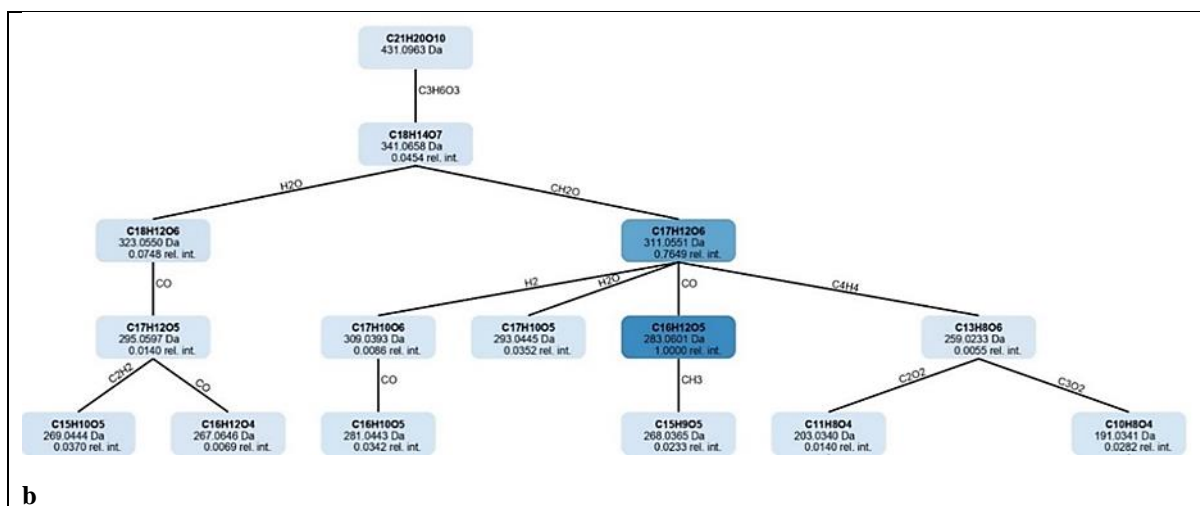 C21H20O10
431.0963 Da
C3H6O3
C18H14O7
341.0658 Da
0.0454 rel. int.
H2O
CH2O
C18H12O6
323.0550 Da
0.0748 rel. int.
C17H12O6
311.0551 Da
0.7649 rel. int.
CO
H2
H2O
CO
C4H4
C17H12O5
295.0597 Da
0.0140 rel. int.
C17H10O6
309.0393 Da
0.0086 rel. int.
C17H10O5
293.0445 Da
0.0352 rel. int.
C16H12O5
283.0601 Da
1.0000 rel. int.
C13H8O6
259.0233 Da
0.0055 rel. int.
C2H2
CO
CO
CH3
C2O2
C3O2
C15H10O5
269.0444 Da
0.0370 rel. int.
C16H12O4
267.0646 Da
0.0069 rel. int.
C16H10O5
281.0443 Da
0.0342 rel. int.
C15H9O5
268.0365 Da
0.0233 rel. int.
C11H8O4
203.0340 Da
0.0140 rel. int.
C10H8O4
191.0341 Da
0.0282 rel. int.
b